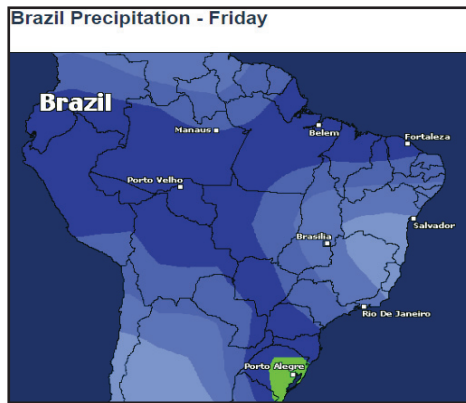 Brazil Precipitation - Friday
Brazil
Manaus
Belem
Fortaleza
Porto Velho
Salvador
Brasilia
Rio De Janeiro
Porto Alegre